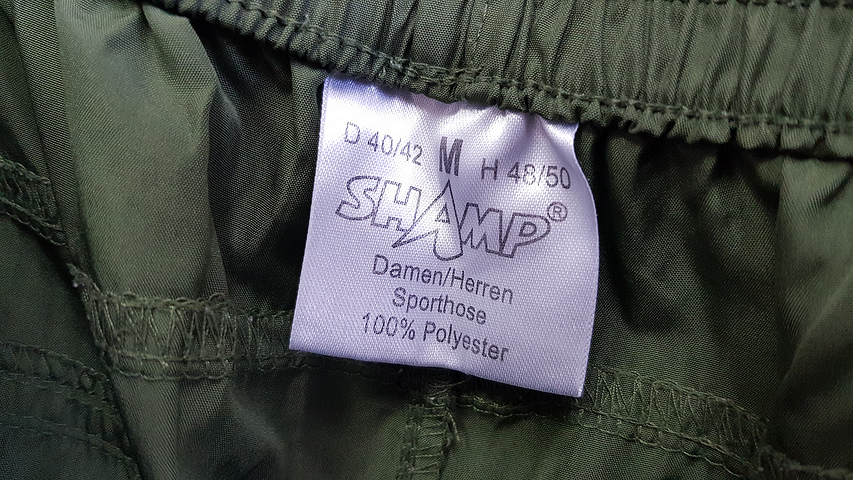 D 40/42 M H 48/50
SHAMP®
Damen/Herren
Sporthose
100% Polyester